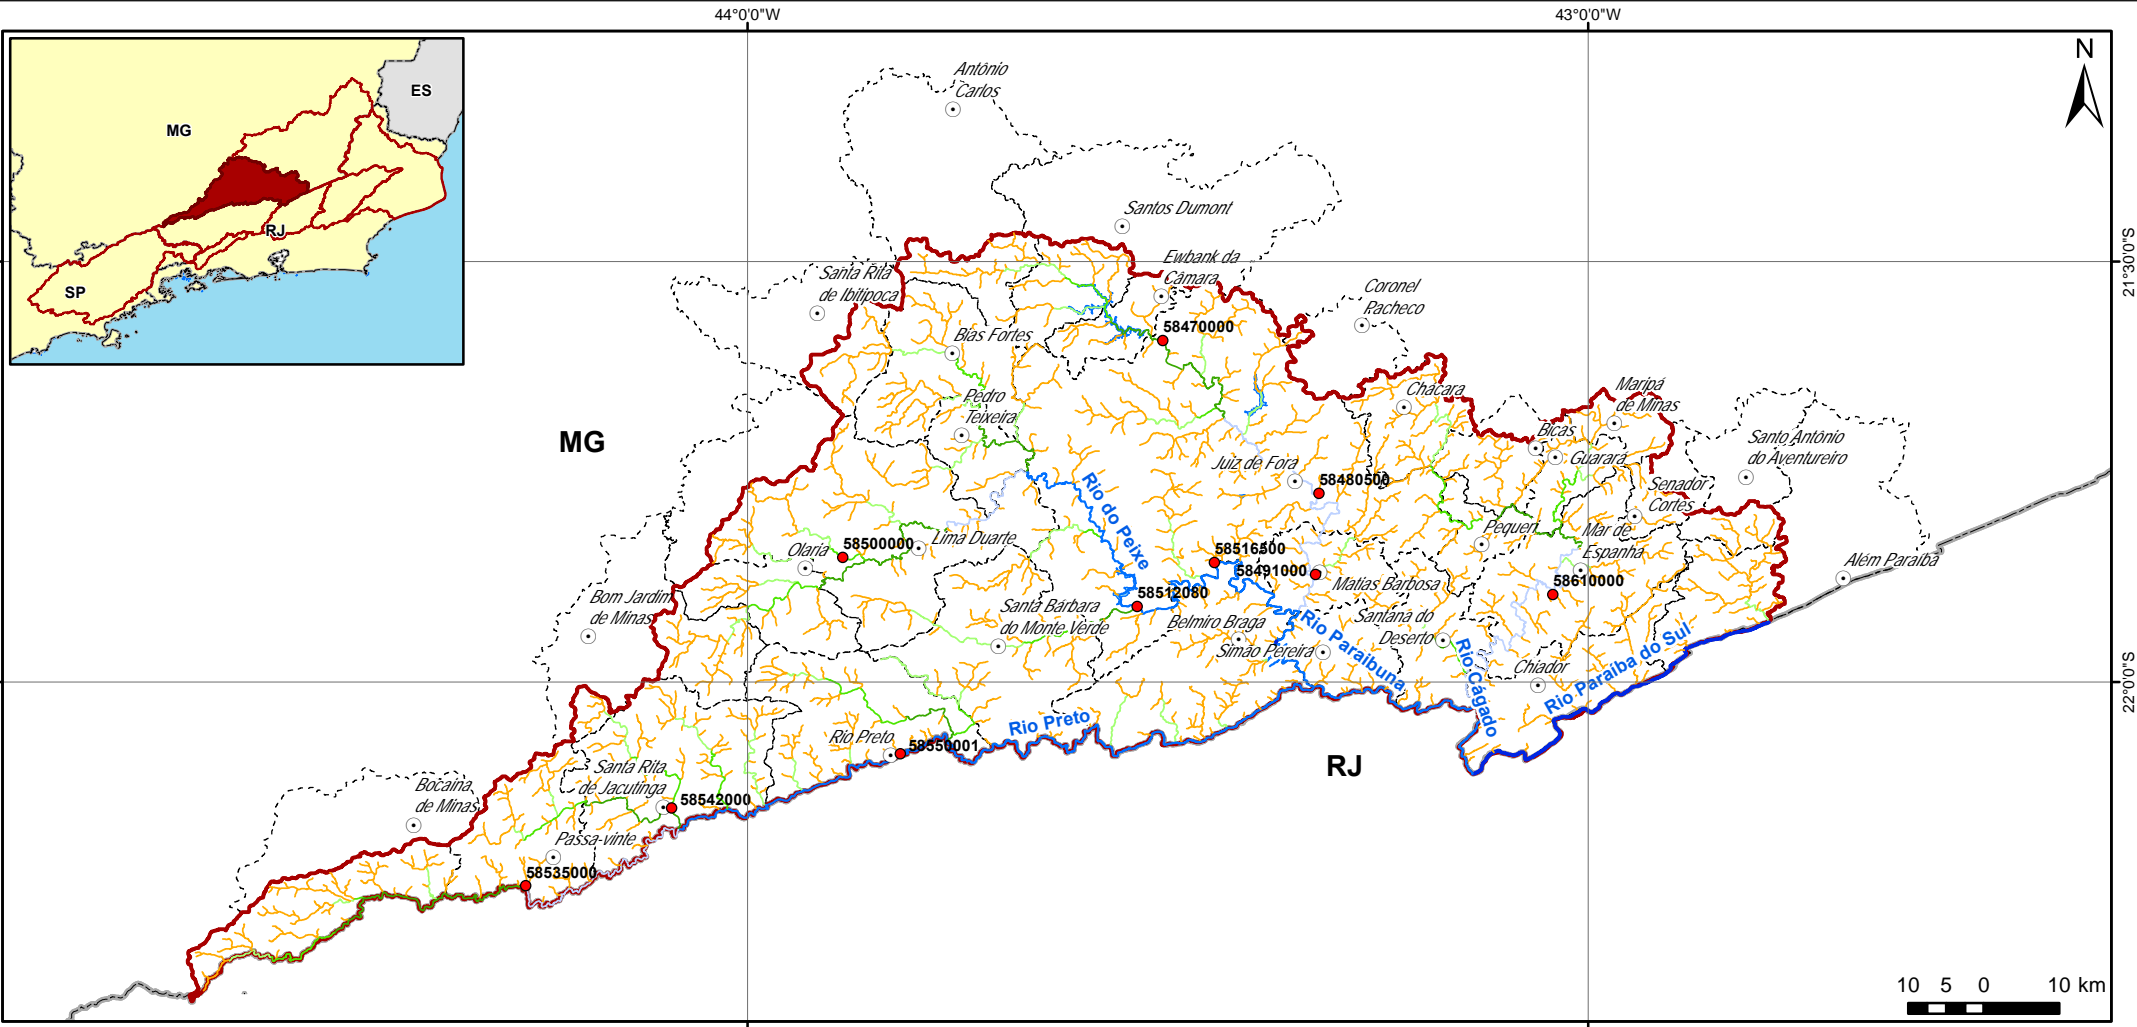 44°0'0"W
43°0'0"W
N
ES
MG
RJ
SP
Antônio
Carlos
Santos Dumont
21°30'0"S
Ewbank da
Câmara
Santa Rita
de Ibitipoca
Coronel
Pacheco
58470000
Bias Fortes
Pedro
Teixeira
Chácara
Maripá
de Minas
MG
Bicas
Guarará
Santo Antônio
do Aventureiro
Juiz de Fora
58480500
Rio do Peixe
Senador
Cortes
Pequeri
Mar de
Espanha
Lima Duarte
Olaria
58500000
58516500
58491000
Matias Barbosa
Além Paraíba
58610000
58512080
Bom Jardim
de Minas
Santa Bárbara
do Monte Verde
Belmiro Braga
Santana do
Deserto
Simão Pereira
Rio Paraibuna
Rio Cágado
Chiador
Rio Paraíba do Sul
22°0'0"S
Rio Preto
Rio Preto
58550001
RJ
Santa Rita
de Jacutinga
58542000
Bocaina
de Minas
Passa-vinte
58535000
10 5 0 10 km